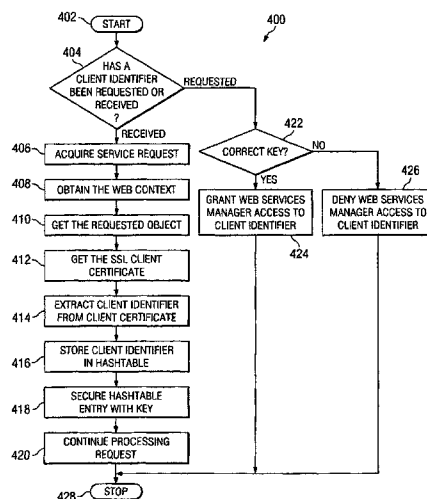 400
402
START
404
HAS A
CLIENT IDENTIFIER
BEEN REQUESTED OR
RECEIVED
?
REQUESTED
RECEIVED
406
ACQUIRE SERVICE REQUEST
408
OBTAIN THE WEB CONTEXT
410
GET THE REQUESTED OBJECT
412
GET THE SSL CLIENT
CERTIFICATE
414
EXTRACT CLIENT IDENTIFIER
FROM CLIENT CERTIFICATE
416
STORE CLIENT IDENTIFIER
IN HASHTABLE
418
SECURE HASHTABLE
ENTRY WITH KEY
420
CONTINUE PROCESSING
REQUEST
422
CORRECT KEY?
NO
YES
GRANT WEB SERVICES
MANAGER ACCESS TO
CLIENT IDENTIFIER
424
426
DENY WEB SERVICES
MANAGER ACCESS TO
CLIENT IDENTIFIER
428
STOP